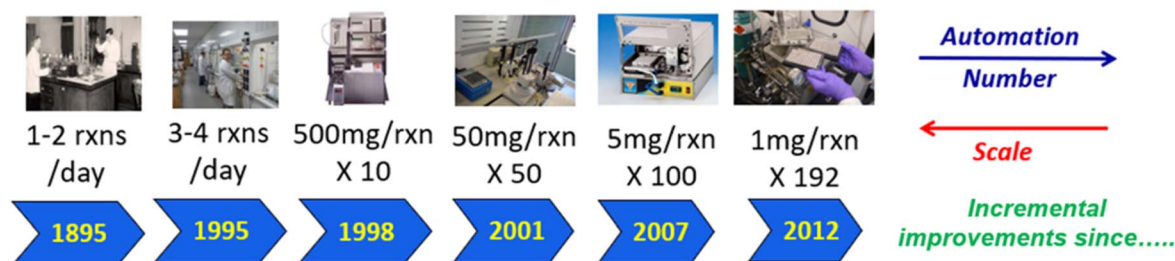 1-2 rxns
/day
3-4 rxns
/day
500mg/rxn
X 10
50mg/rxn
X 50
5mg/rxn
X 100
1mg/rxn
X 192
1895
1995
1998
2001
2007
2012
Automation
Number
Scale
Incremental
improvements since.....